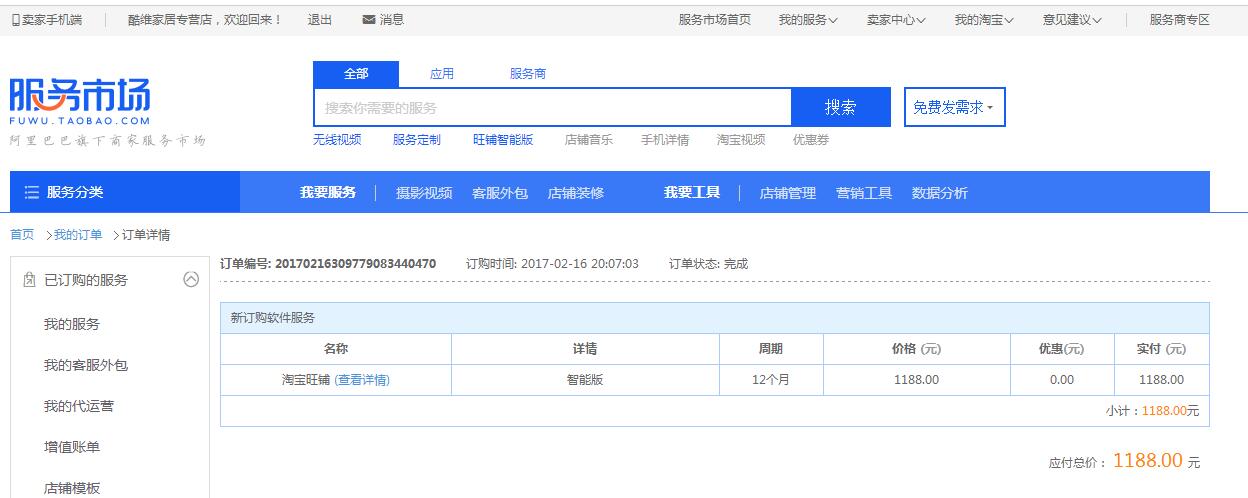 卖家手机端 酷维家居专营店，欢迎回来！ 退出 消息 服务市场首页 我的服务 卖家中心 我的淘宝 意见建议 服务商专区
全部 应用 服务商
服务市场
FUWU.TAOBAO.COM
阿里巴巴旗下商家服务市场
搜索你需要的服务 搜索 免费发需求
无线视频 服务定制 旺铺智能版 店铺音乐 手机详情 淘宝视频 优惠券
服务分类 我要服务 摄影视频 客服外包 店铺装修 我要工具 店铺管理 营销工具 数据分析
首页 >我的订单 >订单详情
订单编号: 20170216309779083440470 订购时间: 2017-02-16 20:07:03 订单状态: 完成
已订购的服务
我的服务
我的客服外包
我的代运营
增值账单
店铺模板
新订购软件服务
名称 详情 周期 价格 (元) 优惠(元) 实付 (元)
淘宝旺铺 (查看详情) 智能版 12个月 1188.00 0.00 1188.00
小计：1188.00元
应付总价： 1188.00 元